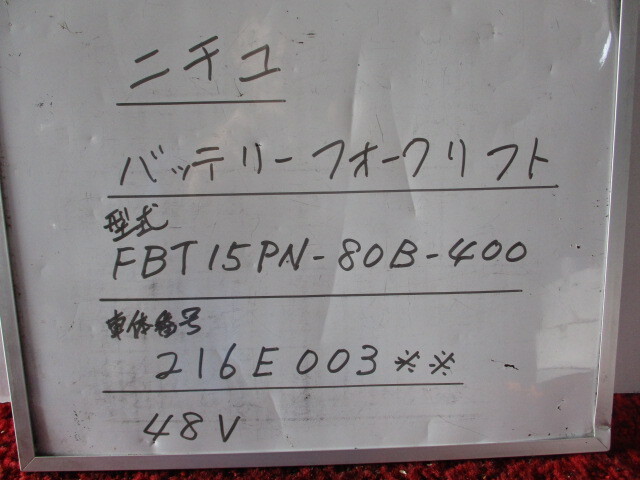 ニチユ
バッテリーフォークリフト
型式
FBT15PN-80B-400
車体番号
216E003※※
48V